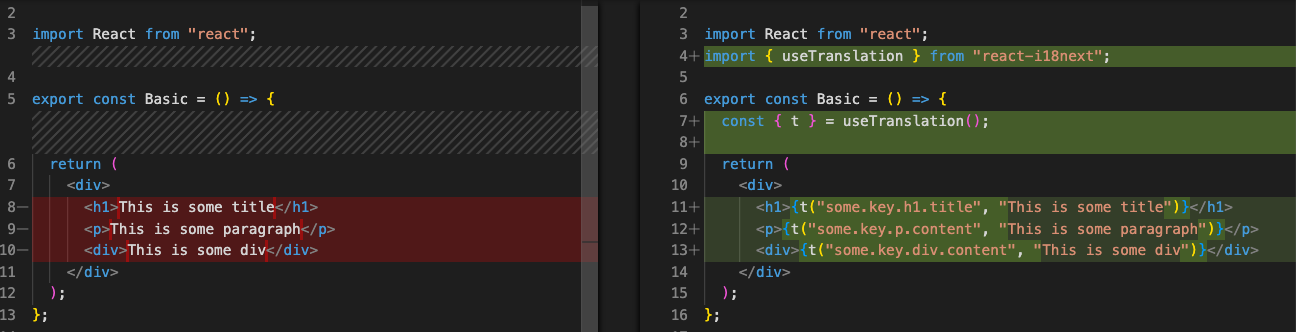 2
3 import React from "react";
4
5 export const Basic = () => {
6 return (
7 <div>
8— <h1>This is some title</h1>
9— <p>This is some paragraph</p>
10— <div>This is some div</div>
11 </div>
12 );
13 };
2
3 import React from "react";
4+ import { useTranslation } from "react-i18next";
5
6 export const Basic = () => {
7+ const { t } = useTranslation();
8+
9 return (
10 <div>
11+ <h1>{t("some.key.h1.title", "This is some title")}</h1>
12+ <p>{t("some.key.p.content", "This is some paragraph")}</p>
13+ <div>{t("some.key.div.content", "This is some div")}</div>
14 </div>
15 );
16 };